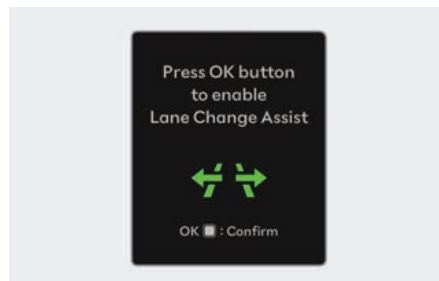 Press OK button
to enable
Lane Change Assist
OK : Confirm